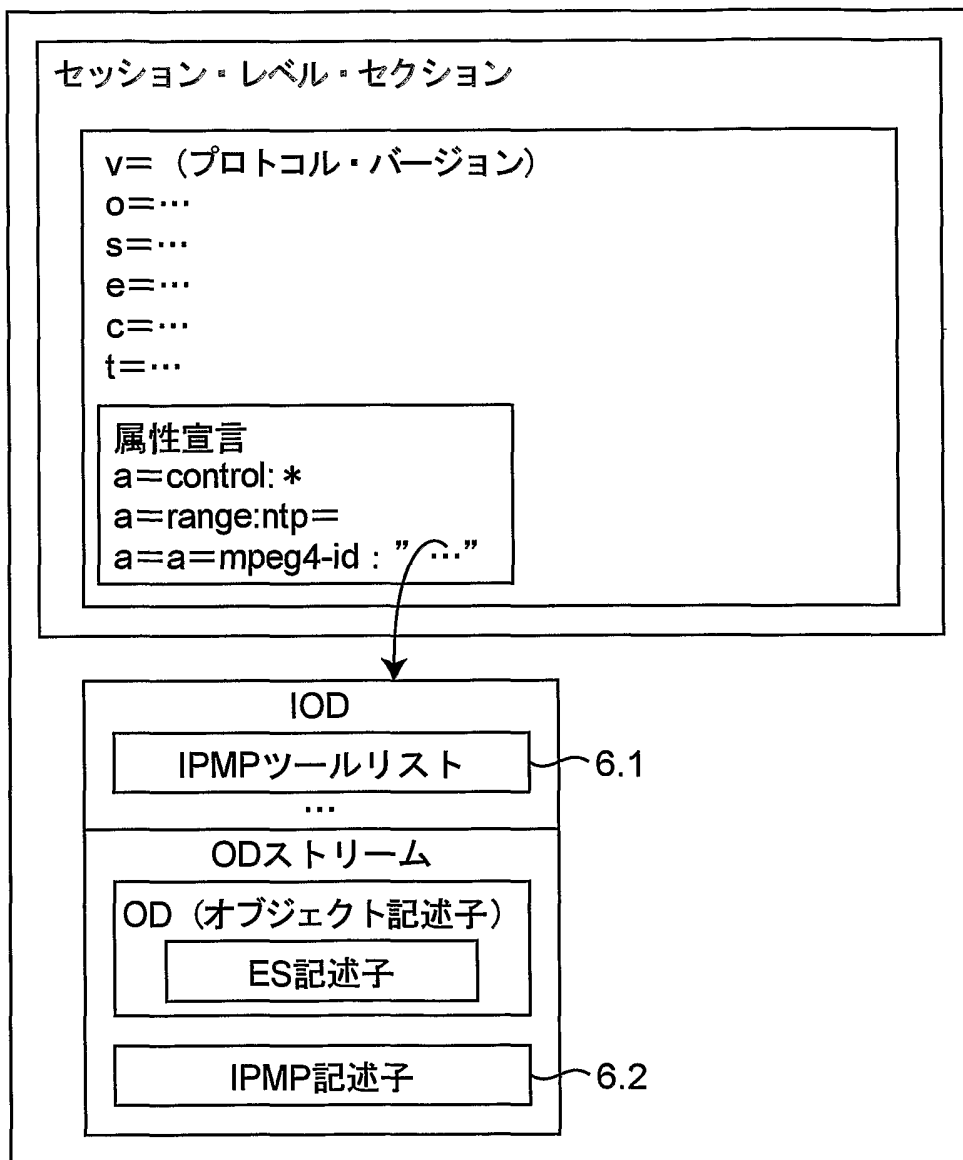 セッション・レベル・セクション
v＝（プロトコル・バージョン）
o＝…
s＝…
e＝…
c＝…
t＝…
属性宣言
a＝control:＊
a＝range:ntp＝
a＝a＝mpeg4-id：”…”
IOD
IPMPツールリスト 6.1
…
ODストリーム
OD（オブジェクト記述子）
ES記述子
IPMP記述子 6.2